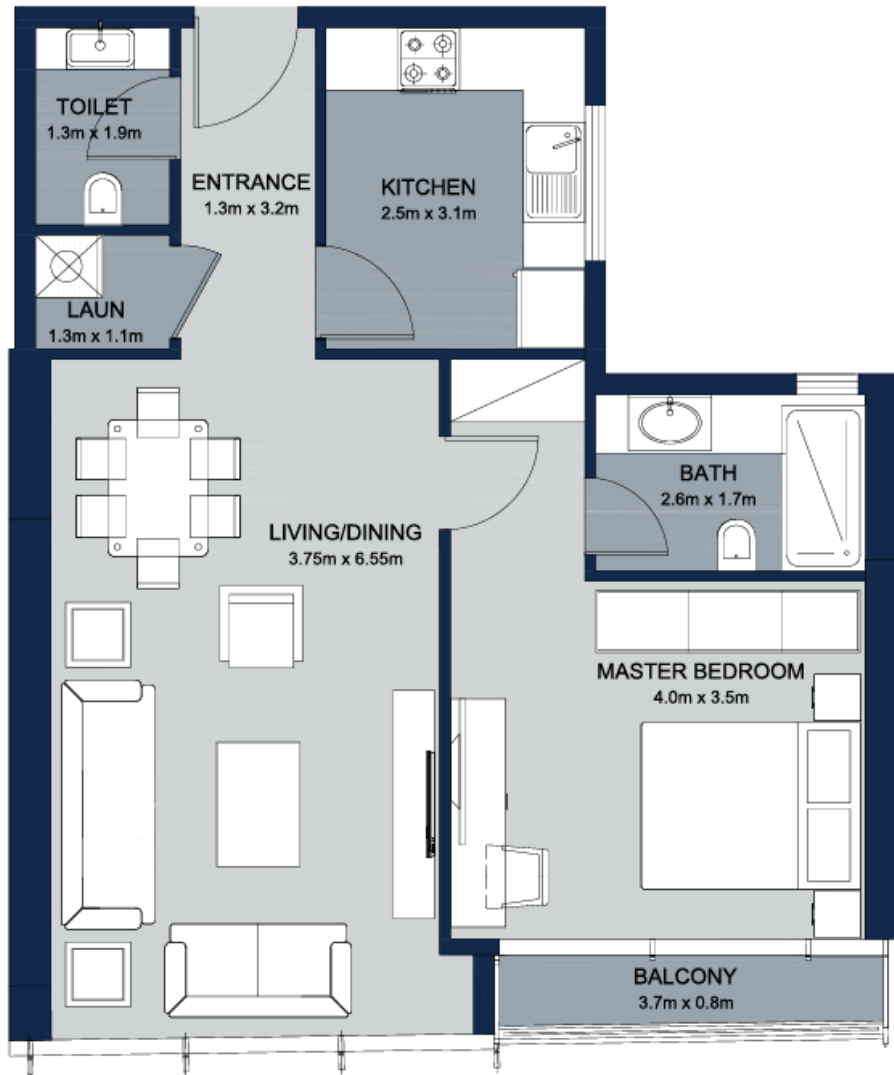 TOILET
1.3m x 1.9m
ENTRANCE
1.3m x 3.2m
KITCHEN
2.5m x 3.1m
LAUN
1.3m x 1.1m
BATH
2.6m x 1.7m
LIVING/DINING
3.75m x 6.55m
MASTER BEDROOM
4.0m x 3.5m
BALCONY
3.7m x 0.8m